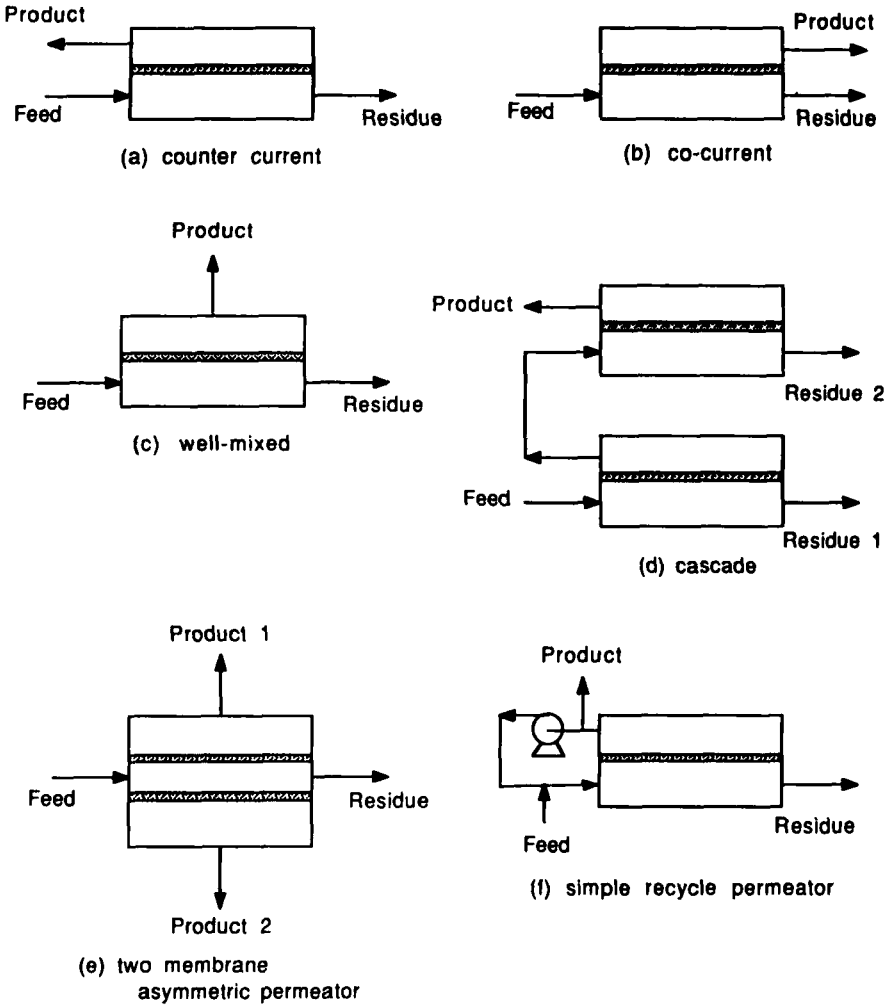 Product
Feed
Residue
(a) counter current
Product
Feed
Residue
(b) co-current
Product
Feed
Residue
(c) well-mixed
Product
Residue 2
Feed
Residue 1
(d) cascade
Product 1
Feed
Residue
Product 2
(e) two membrane
asymmetric permeator
Product
Feed
Residue
(f) simple recycle permeator